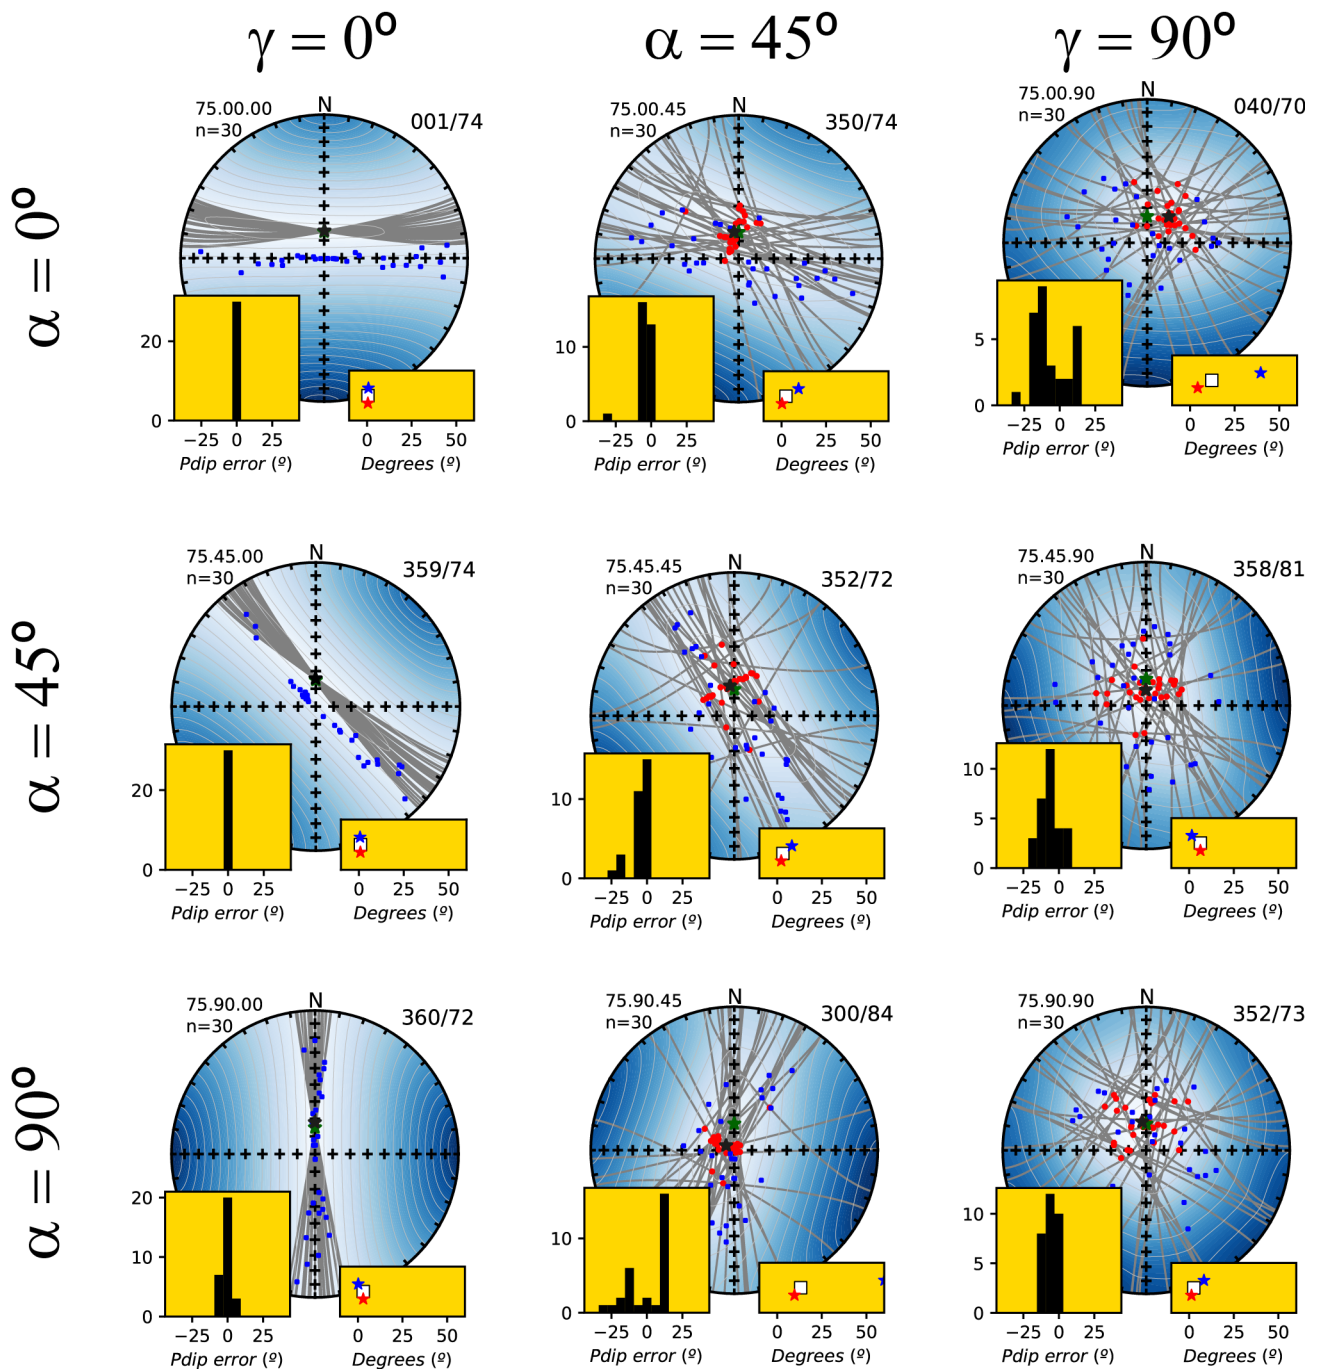 γ = 0º
α = 45º
γ = 90º
α = 0º
75.00.00
n=30
N
001/74
20
0
−25 0 25
Pdip error (º)
0 25 50
Degrees (º)
75.00.45
n=30
N
350/74
10
0
−25 0 25
Pdip error (º)
0 25 50
Degrees (º)
75.00.90
n=30
N
040/70
5
0
−25 0 25
Pdip error (º)
0 25 50
Degrees (º)
α = 45º
75.45.00
n=30
N
359/74
20
0
−25 0 25
Pdip error (º)
0 25 50
Degrees (º)
75.45.45
n=30
N
352/72
10
0
−25 0 25
Pdip error (º)
0 25 50
Degrees (º)
75.45.90
n=30
N
358/81
10
5
0
−25 0 25
Pdip error (º)
0 25 50
Degrees (º)
α = 90º
75.90.00
n=30
N
360/72
20
10
0
−25 0 25
Pdip error (º)
0 25 50
Degrees (º)
75.90.45
n=30
N
300/84
10
0
−25 0 25
Pdip error (º)
0 25 50
Degrees (º)
75.90.90
n=30
N
352/73
10
5
0
−25 0 25
Pdip error (º)
0 25 50
Degrees (º)